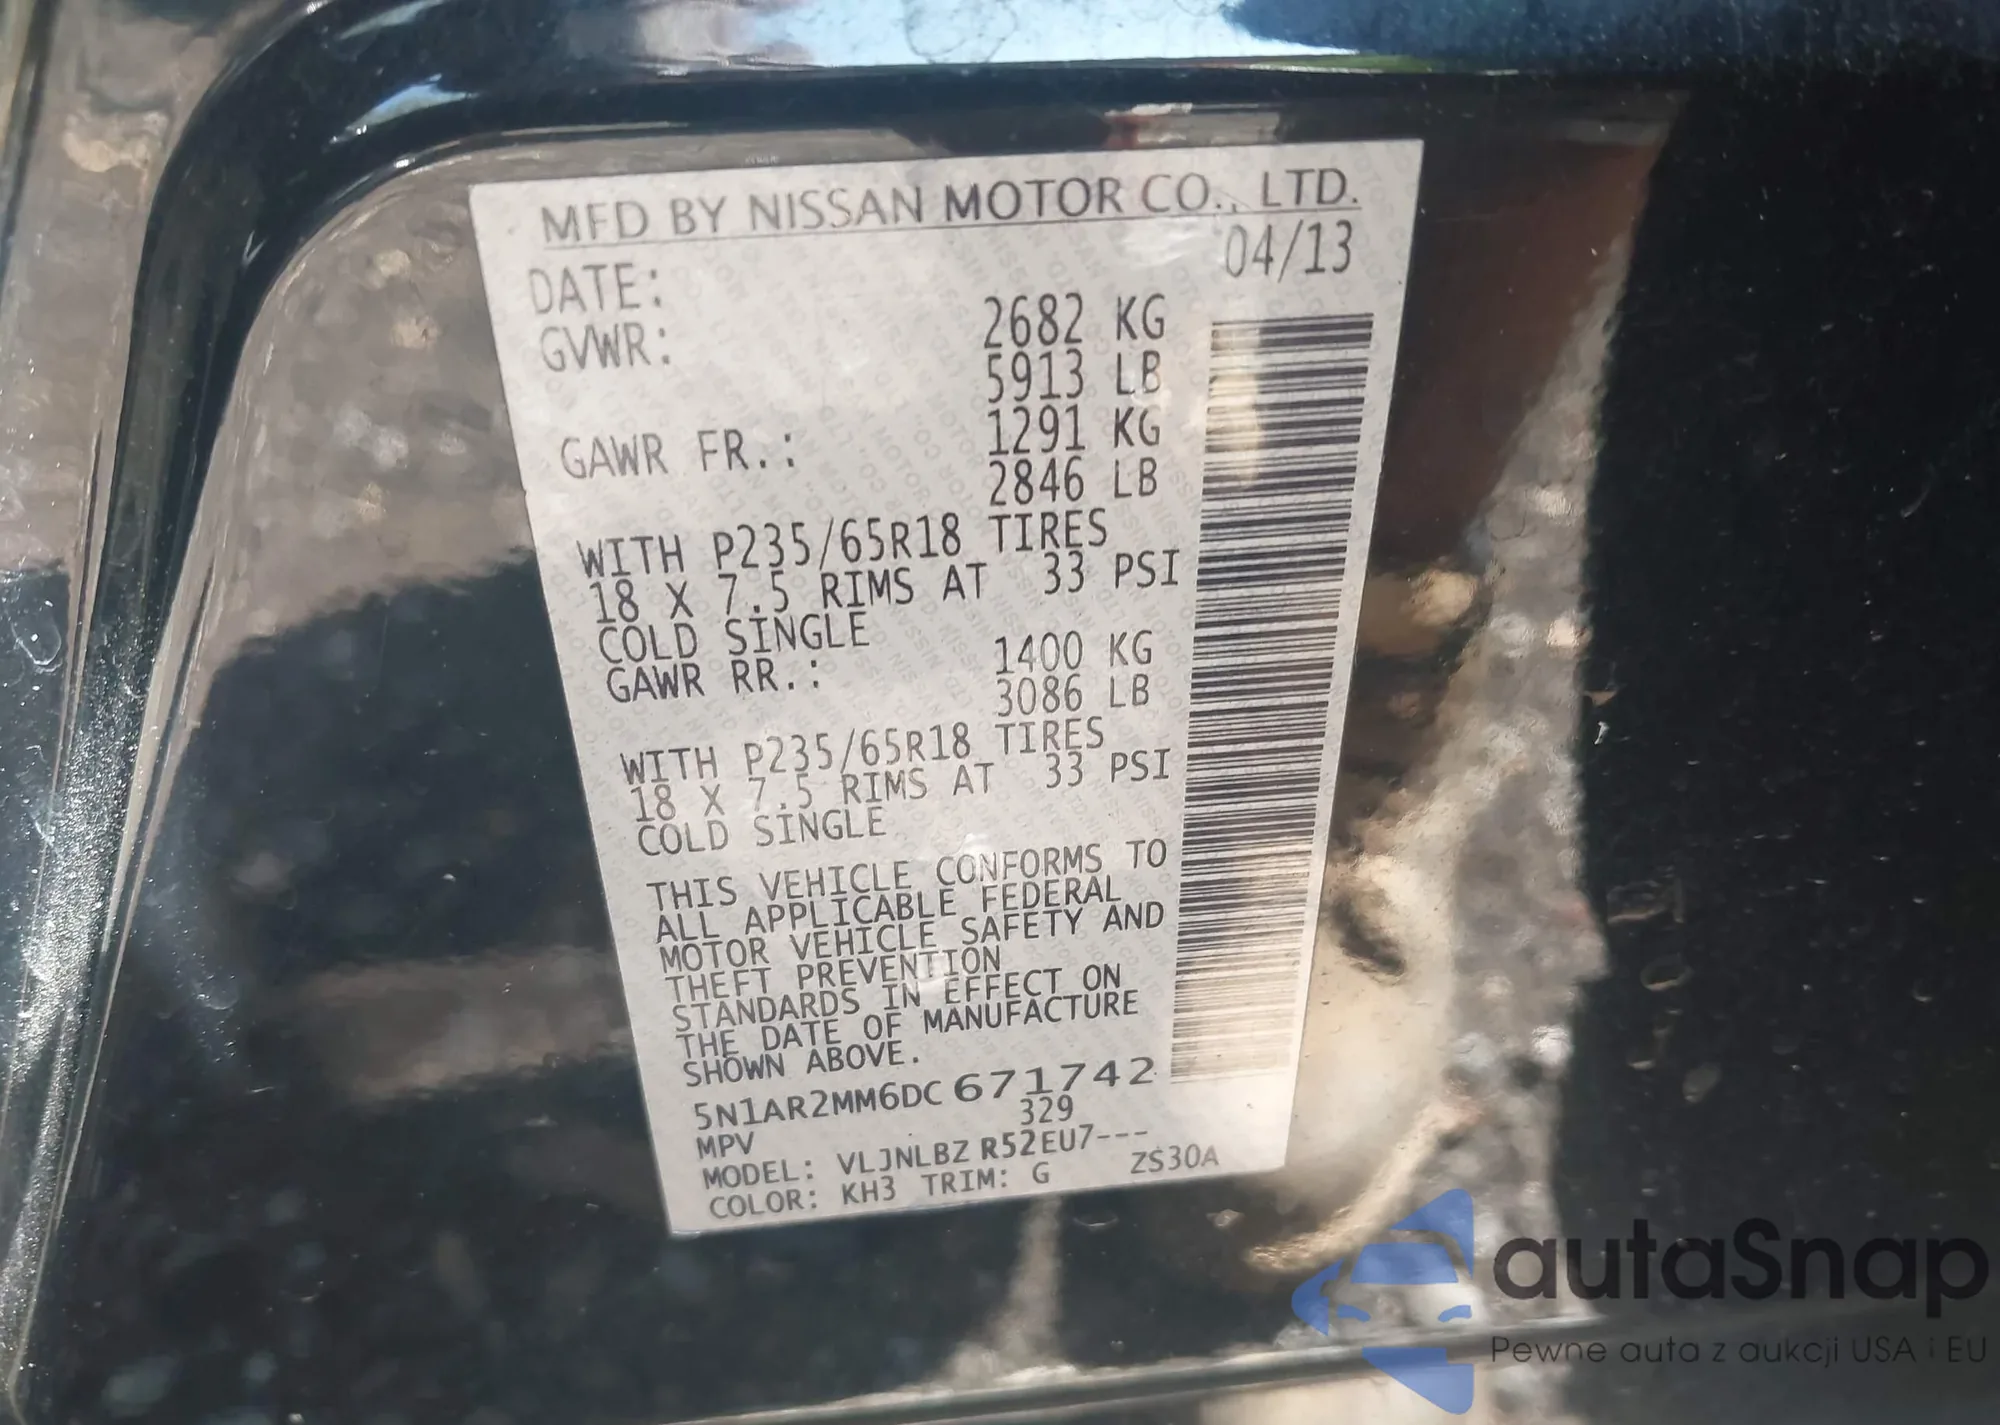 MFD BY NISSAN MOTOR CO., LTD.
DATE: 04/13
GVWR: 2682 KG
5913 LB
GAWR FR.: 1291 KG
2846 LB
WITH P235/65R18 TIRES
18 X 7.5 RIMS AT 33 PSI
COLD SINGLE
GAWR RR.: 1400 KG
3086 LB
WITH P235/65R18 TIRES
18 X 7.5 RIMS AT 33 PSI
COLD SINGLE
THIS VEHICLE CONFORMS TO
ALL APPLICABLE FEDERAL
MOTOR VEHICLE SAFETY AND
THEFT PREVENTION
STANDARDS IN EFFECT ON
THE DATE OF MANUFACTURE
SHOWN ABOVE.
5N1AR2MM6DC671742
MPV 329
MODEL: VLJNLBZ R52EU7---
COLOR: KH3 TRIM: G ZS30A
autaSnap
Pewne auta z aukcji USA i EU